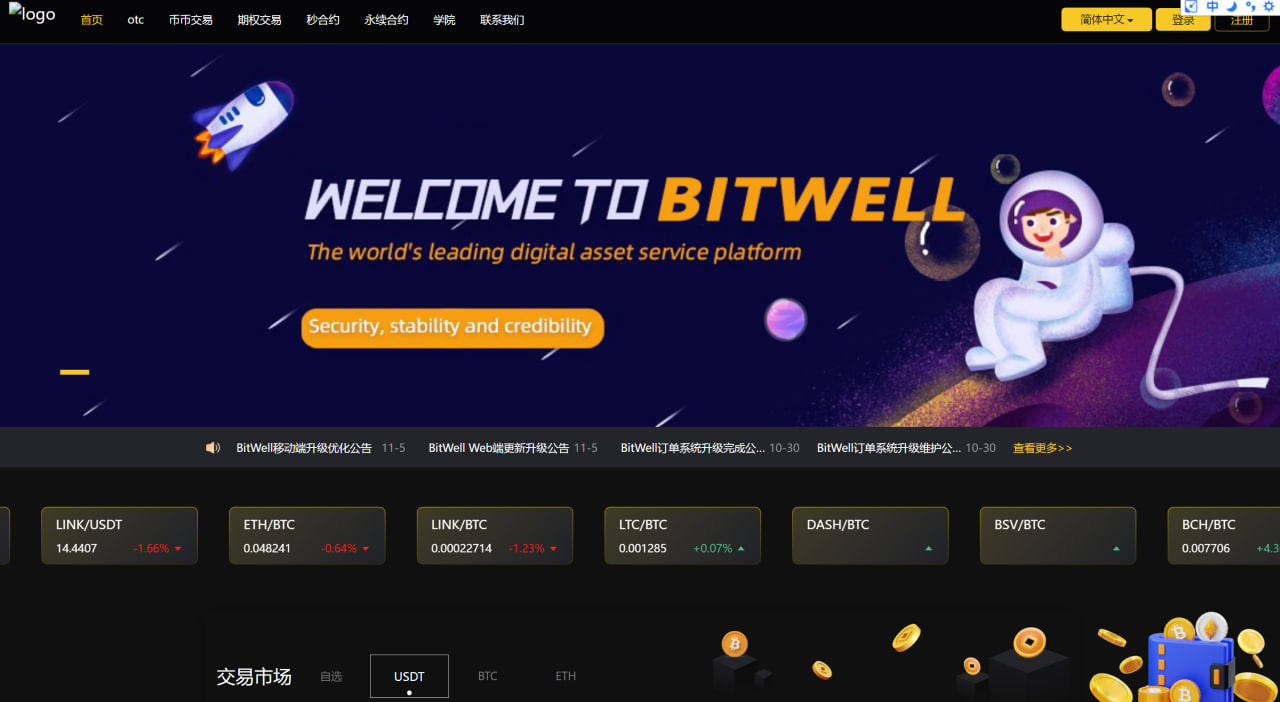 logo 首页 otc 币币交易 期权交易 秒合约 永续合约 学院 联系我们 简体中文 登录 注册
中
WELCOME TO BITWELL
The world's leading digital asset service platform
Security, stability and credibility
BitWell移动端升级优化公告 11-5 BitWell Web端更新升级公告 11-5 BitWell订单系统升级完成公... 10-30 BitWell订单系统升级维护公... 10-30 查看更多>>
LINK/USDT ETH/BTC LINK/BTC LTC/BTC DASH/BTC BSV/BTC BCH/BTC
14.4407 -1.66% 0.048241 -0.64% 0.00022714 -1.23% 0.001285 +0.07% 0.007706 +4.3
交易市场 自选 USDT BTC ETH